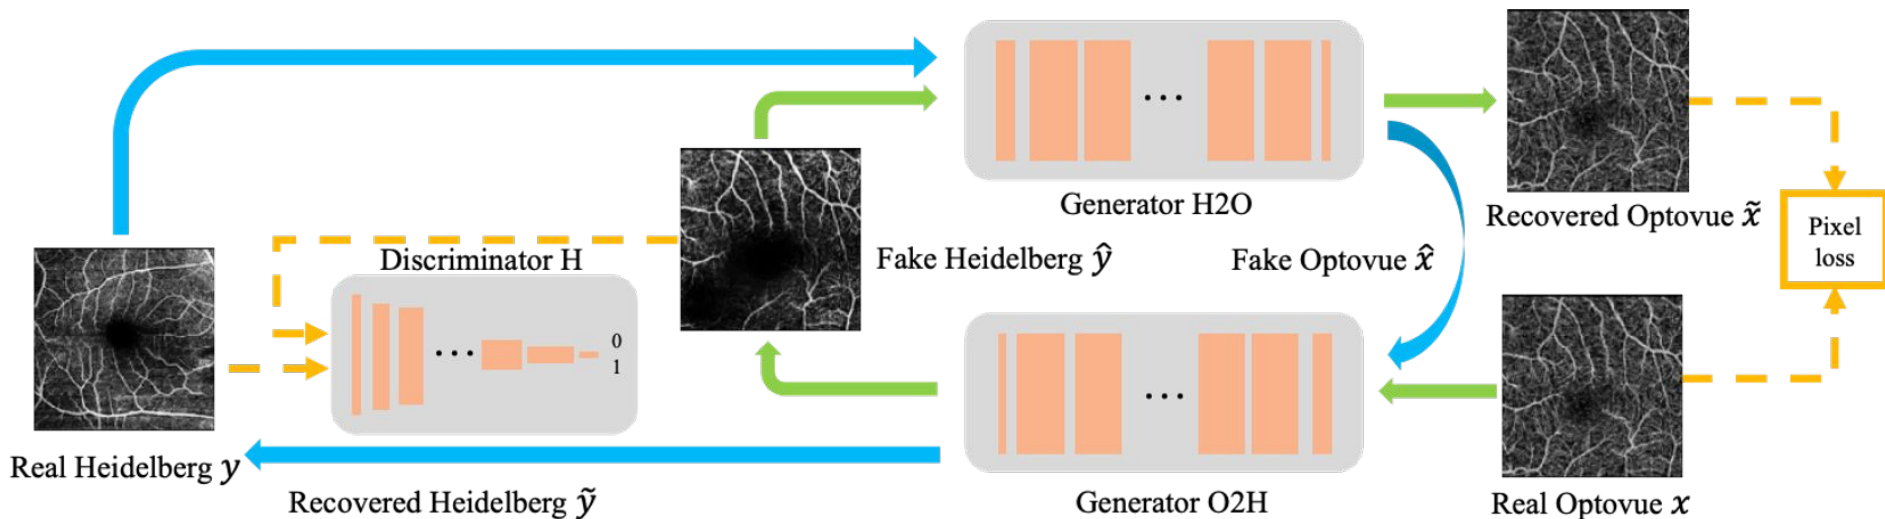 Generator H2O
Recovered Optovue x̃
Pixel
loss
Discriminator H
Fake Heidelberg ŷ
Fake Optovue x̂
0
1
Real Heidelberg y
Recovered Heidelberg ỹ
Generator O2H
Real Optovue x